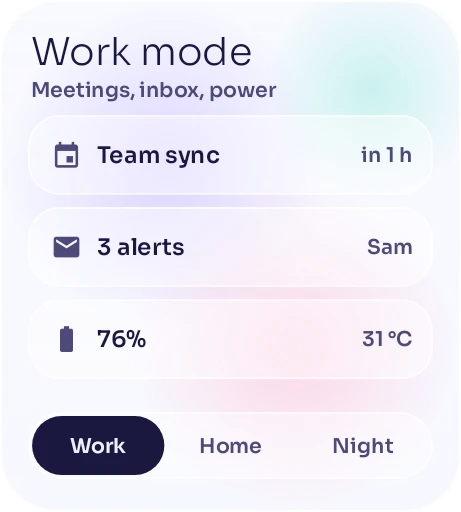 Work mode
Meetings, inbox, power
Team sync in 1 h
3 alerts Sam
76% 31 °C
Work Home Night